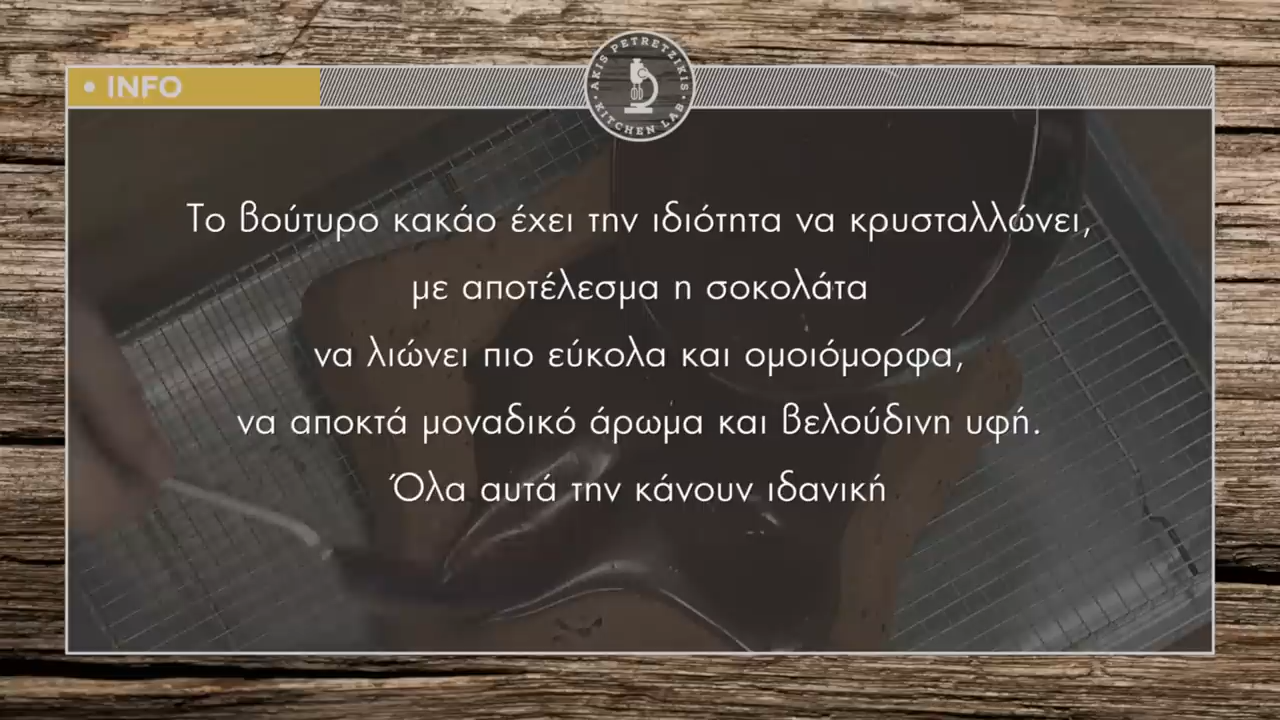 • INFO
AKIS PETRETZIKIS
• KITCHEN LAB •
Το βούτυρο κακάο έχει την ιδιότητα να κρυσταλλώνει,
με αποτέλεσμα η σοκολάτα
να λιώνει πιο εύκολα και ομοιόμορφα,
να αποκτά μοναδικό άρωμα και βελούδινη υφή.
Όλα αυτά την κάνουν ιδανική